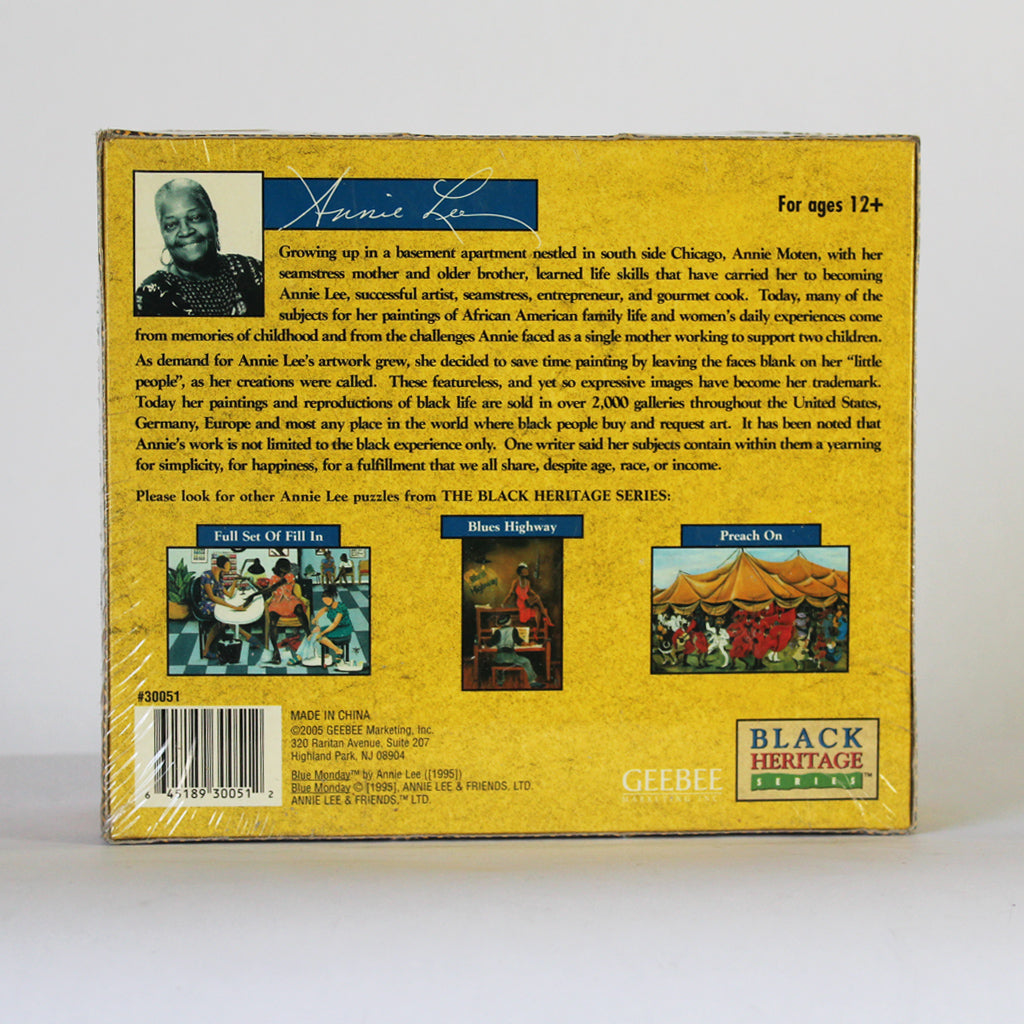 Annie Lee
For ages 12+
Growing up in a basement apartment nestled in south side Chicago, Annie Moten, with her
seamstress mother and older brother, learned life skills that have carried her to becoming
Annie Lee, successful artist, seamstress, entrepreneur, and gourmet cook. Today, many of the
subjects for her paintings of African American family life and women's daily experiences come
from memories of childhood and from the challenges Annie faced as a single mother working to support two children.
As demand for Annie Lee's artwork grew, she decided to save time painting by leaving the faces blank on her "little
people", as her creations were called. These featureless, and yet so expressive images have become her trademark.
Today her paintings and reproductions of black life are sold in over 2,000 galleries throughout the United States,
Germany, Europe and most any place in the world where black people buy and request art. It has been noted that
Annie's work is not limited to the black experience only. One writer said her subjects contain within them a yearning
for simplicity, for happiness, for a fulfillment that we all share, despite age, race, or income.
Please look for other Annie Lee puzzles from THE BLACK HERITAGE SERIES:
Full Set Of Fill In
Blues Highway
Preach On
#30051
6 45189 30051 2
MADE IN CHINA
©2005 GEEBEE Marketing, Inc.
320 Raritan Avenue, Suite 207
Highland Park, NJ 08904
Blue Monday™ by Annie Lee ([1995])
Blue Monday © [1995], ANNIE LEE & FRIENDS, LTD.
ANNIE LEE & FRIENDS.™ LTD.
GEEBEE
MARKETING INC
BLACK
HERITAGE
SERIES™